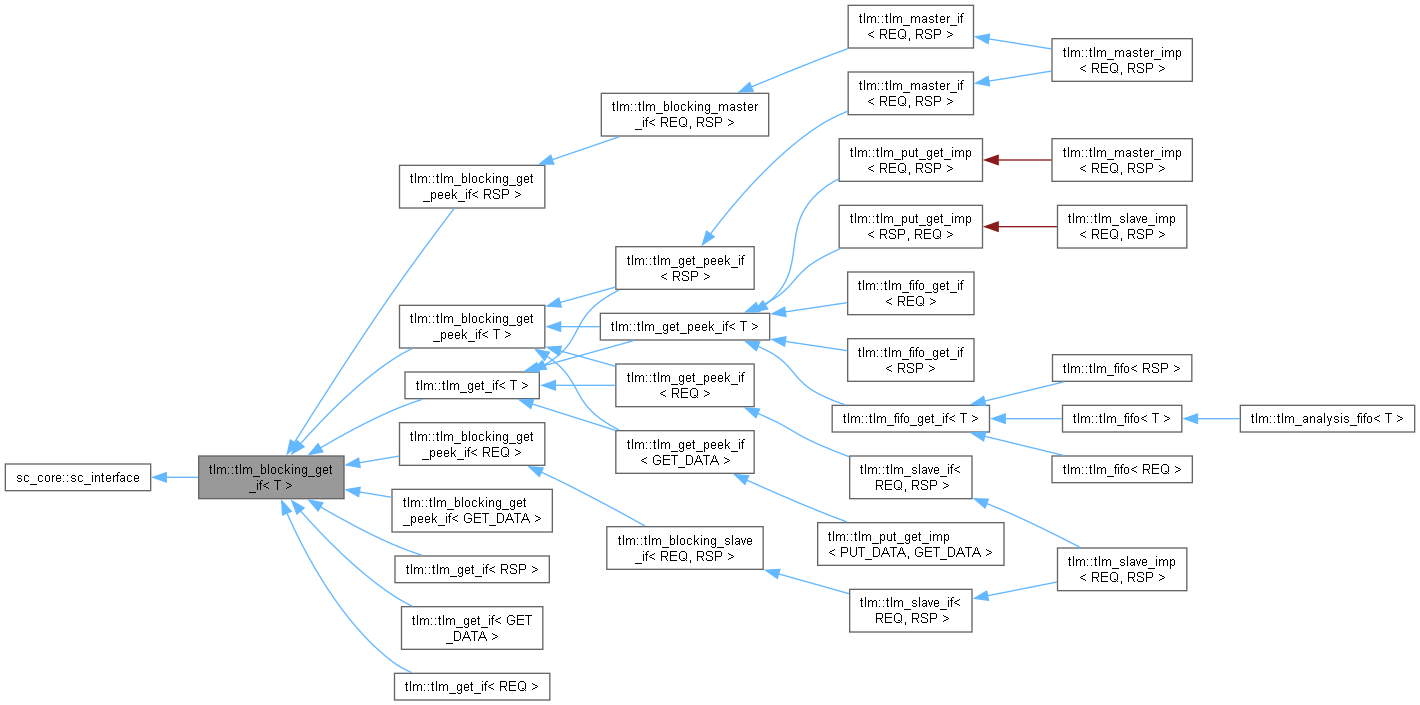 sc_core::sc_interface
tlm::tlm_blocking_get
_if< T >
tlm::tlm_blocking_get
_peek_if< RSP >
tlm::tlm_blocking_get
_peek_if< T >
tlm::tlm_get_if< T >
tlm::tlm_blocking_get
_peek_if< REQ >
tlm::tlm_blocking_get
_peek_if< GET_DATA >
tlm::tlm_get_if< RSP >
tlm::tlm_get_if< GET
_DATA >
tlm::tlm_get_if< REQ >
tlm::tlm_blocking_master
_if< REQ, RSP >
tlm::tlm_get_peek_if
< RSP >
tlm::tlm_get_peek_if< T >
tlm::tlm_get_peek_if
< REQ >
tlm::tlm_get_peek_if
< GET_DATA >
tlm::tlm_blocking_slave
_if< REQ, RSP >
tlm::tlm_master_if
< REQ, RSP >
tlm::tlm_master_if
< REQ, RSP >
tlm::tlm_put_get_imp
< REQ, RSP >
tlm::tlm_put_get_imp
< RSP, REQ >
tlm::tlm_fifo_get_if
< REQ >
tlm::tlm_fifo_get_if
< RSP >
tlm::tlm_fifo_get_if< T >
tlm::tlm_slave_if<
REQ, RSP >
tlm::tlm_put_get_imp
< PUT_DATA, GET_DATA >
tlm::tlm_slave_if<
REQ, RSP >
tlm::tlm_master_imp
< REQ, RSP >
tlm::tlm_master_imp
< REQ, RSP >
tlm::tlm_slave_imp
< REQ, RSP >
tlm::tlm_fifo< RSP >
tlm::tlm_fifo< T >
tlm::tlm_fifo< REQ >
tlm::tlm_slave_imp
< REQ, RSP >
tlm::tlm_analysis_fifo< T >